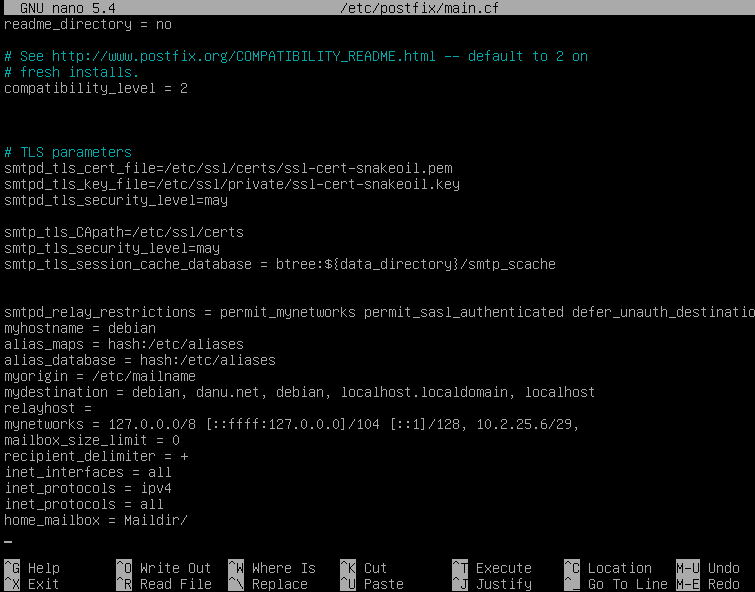 GNU nano 5.4 /etc/postfix/main.cf
readme_directory = no
# See http://www.postfix.org/COMPATIBILITY_README.html -- default to 2 on
# fresh installs.
compatibility_level = 2
# TLS parameters
smtpd_tls_cert_file=/etc/ssl/certs/ssl-cert-snakeoil.pem
smtpd_tls_key_file=/etc/ssl/private/ssl-cert-snakeoil.key
smtpd_tls_security_level=may
smtp_tls_CApath=/etc/ssl/certs
smtp_tls_security_level=may
smtp_tls_session_cache_database = btree:${data_directory}/smtp_scache
smtpd_relay_restrictions = permit_mynetworks permit_sasl_authenticated defer_unauth_destinatio
myhostname = debian
alias_maps = hash:/etc/aliases
alias_database = hash:/etc/aliases
myorigin = /etc/mailname
mydestination = debian, danu.net, debian, localhost.localdomain, localhost
relayhost =
mynetworks = 127.0.0.0/8 [::ffff:127.0.0.0]/104 [::1]/128, 10.2.25.6/29,
mailbox_size_limit = 0
recipient_delimiter = +
inet_interfaces = all
inet_protocols = ipv4
inet_protocols = all
home_mailbox = Maildir/
^G Help ^O Write Out ^W Where Is ^K Cut ^T Execute ^C Location M-U Undo
^X Exit ^R Read File ^\ Replace ^U Paste ^J Justify ^_ Go To Line M-E Redo